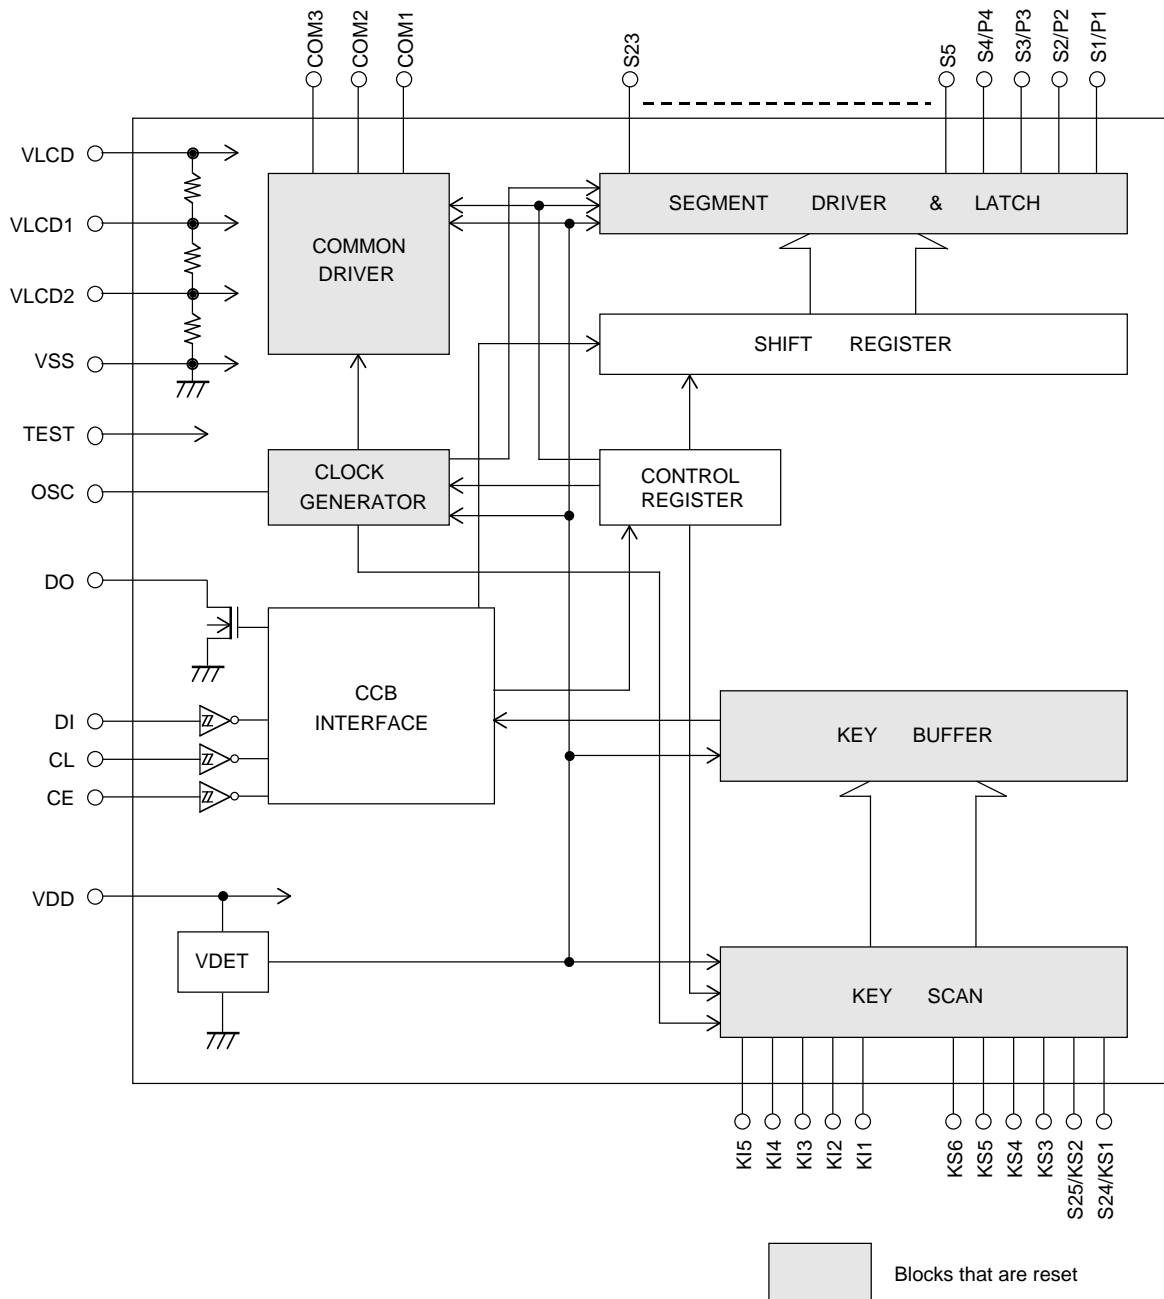 COM3
COM2
COM1
S23
S5
S4/P4
S3/P3
S2/P2
S1/P1
VLCD
VLCD1
VLCD2
VSS
TEST
OSC
DO
DI
CL
CE
VDD
COMMON
DRIVER
SEGMENT DRIVER & LATCH
SHIFT REGISTER
CLOCK
GENERATOR
CONTROL
REGISTER
CCB
INTERFACE
KEY BUFFER
VDET
KEY SCAN
KI5
KI4
KI3
KI2
KI1
KS6
KS5
KS4
KS3
S25/KS2
S24/KS1
Blocks that are reset